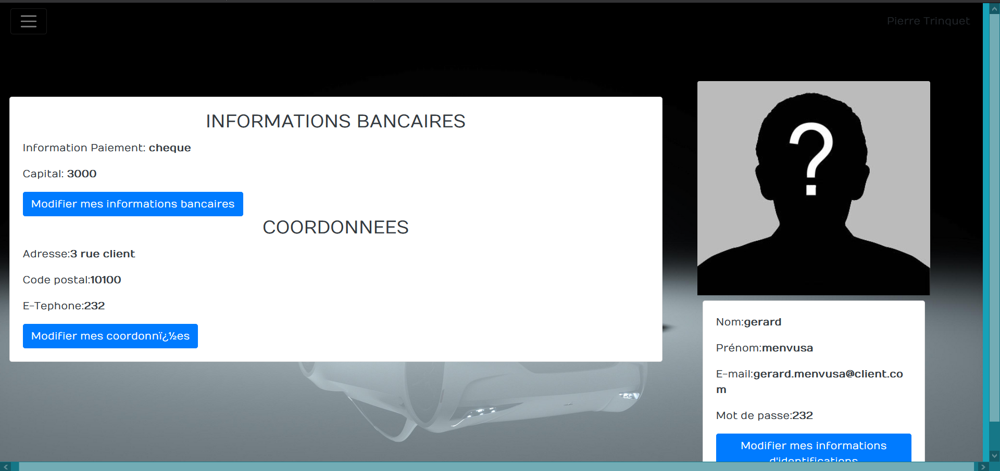 Pierre Trinquet
INFORMATIONS BANCAIRES
Information Paiement: cheque
Capital: 3000
Modifier mes informations bancaires
COORDONNEES
Adresse:3 rue client
Code postal:10100
E-Tephone:232
Modifier mes coordonnï¿½es
?
Nom:gerard
Prénom:menvusa
E-mail:gerard.menvusa@client.co
m
Mot de passe:232
Modifier mes informations
d'identifications